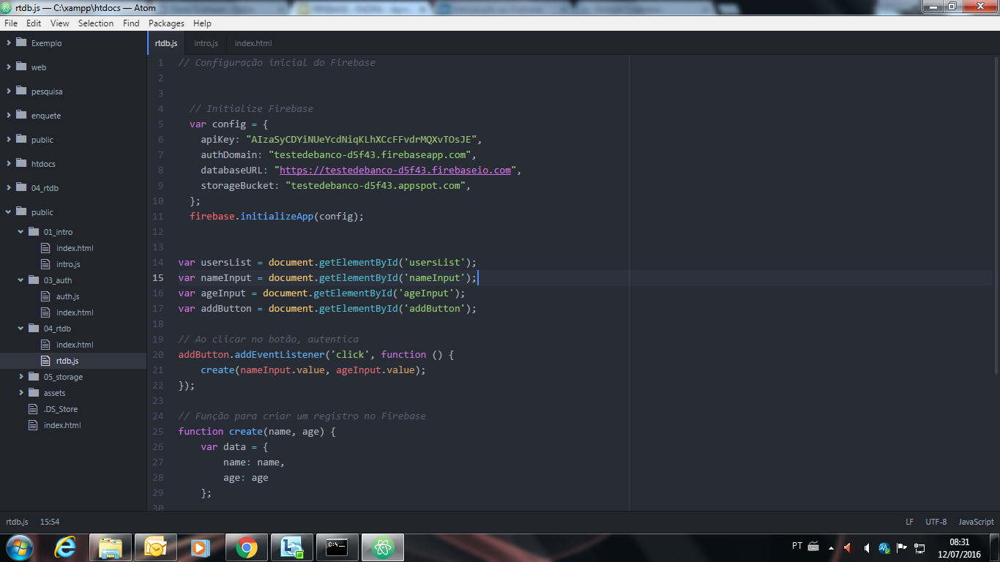 rtdb.js — C:\xampp\htdocs — Atom
File Edit View Selection Find Packages Help
Exemplo
web
pesquisa
enquete
public
htdocs
04_rtdb
public
01_intro
index.html
intro.js
03_auth
auth.js
index.html
04_rtdb
index.html
rtdb.js
05_storage
assets
.DS_Store
index.html
rtdb.js intro.js index.html
1 // Configuração inicial do Firebase
2
3
4 // Initialize Firebase
5 var config = {
6 apiKey: "AIzaSyCDYiNUeYcdNiqKLhXCcFFvdrMQXvTOsJE",
7 authDomain: "testedebanco-d5f43.firebaseapp.com",
8 databaseURL: "https://testedebanco-d5f43.firebaseio.com",
9 storageBucket: "testedebanco-d5f43.appspot.com",
10 };
11 firebase.initializeApp(config);
12
13
14 var usersList = document.getElementById('usersList');
15 var nameInput = document.getElementById('nameInput');
16 var ageInput = document.getElementById('ageInput');
17 var addButton = document.getElementById('addButton');
18
19 // Ao clicar no botão, autentica
20 addButton.addEventListener('click', function () {
21 create(nameInput.value, ageInput.value);
22 });
23
24 // Função para criar um registro no Firebase
25 function create(name, age) {
26 var data = {
27 name: name,
28 age: age
29 };
30
rtdb.js 15:54 LF UTF-8 JavaScript
PT 08:31
12/07/2016